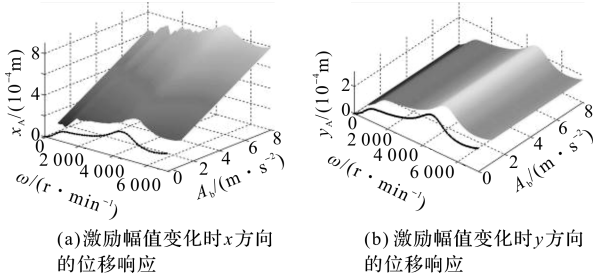 x_A/(10^-4 m)
8
4
0
0
2 000
4 000
6 000
ω/(r·min^-1)
0
2
4
6
8
A_b/(m·s^-2)
(a)激励幅值变化时x方向
的位移响应
y_A/(10^-4 m)
2
0
0
2 000
4 000
6 000
ω/(r·min^-1)
0
2
4
6
8
A_b/(m·s^-2)
(b)激励幅值变化时y方向
的位移响应